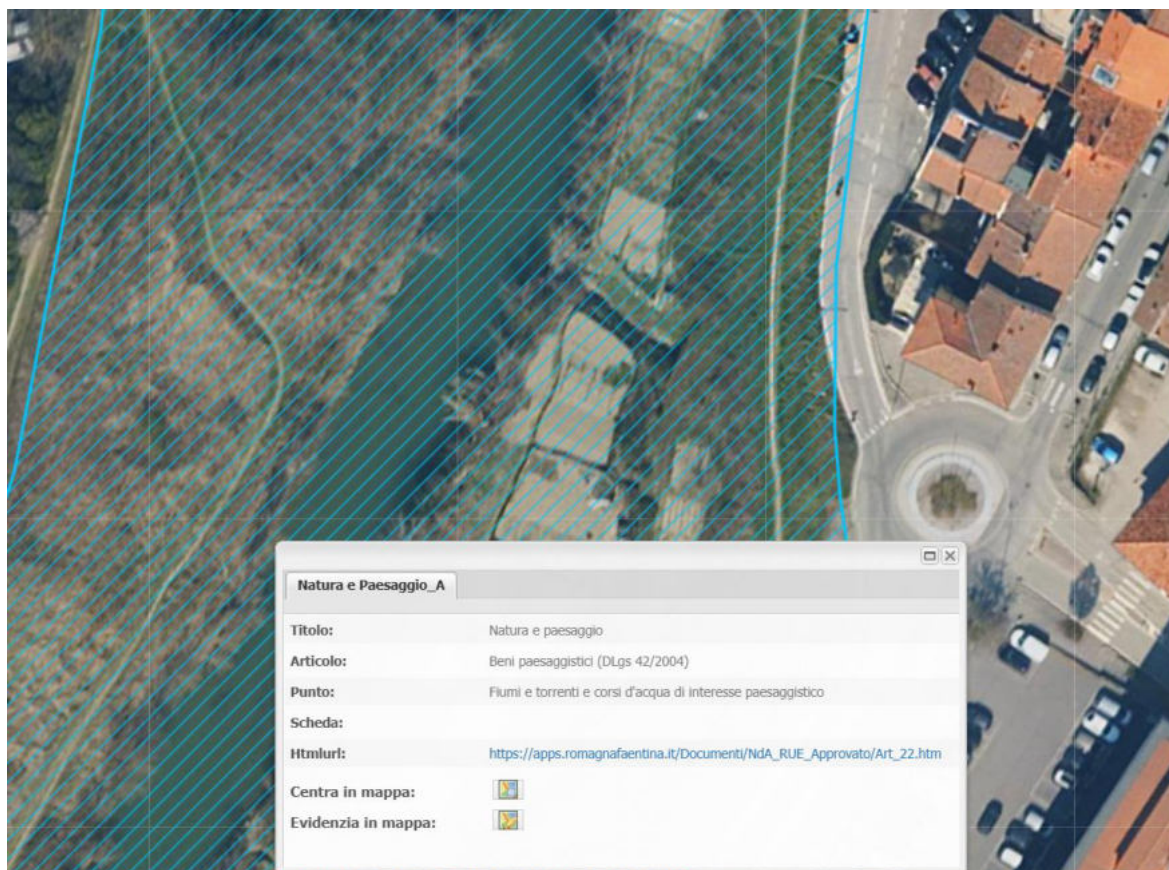 Natura e Paesaggio_A
Titolo: Natura e paesaggio
Articolo: Beni paesaggistici (DLgs 42/2004)
Punto: Fiumi e torrenti e corsi d'acqua di interesse paesaggistico
Scheda:
Htmlurl: https://apps.romagnafaentina.it/Documenti/NdA_RUE_Approvato/Art_22.htm
Centra in mappa:
Evidenzia in mappa: